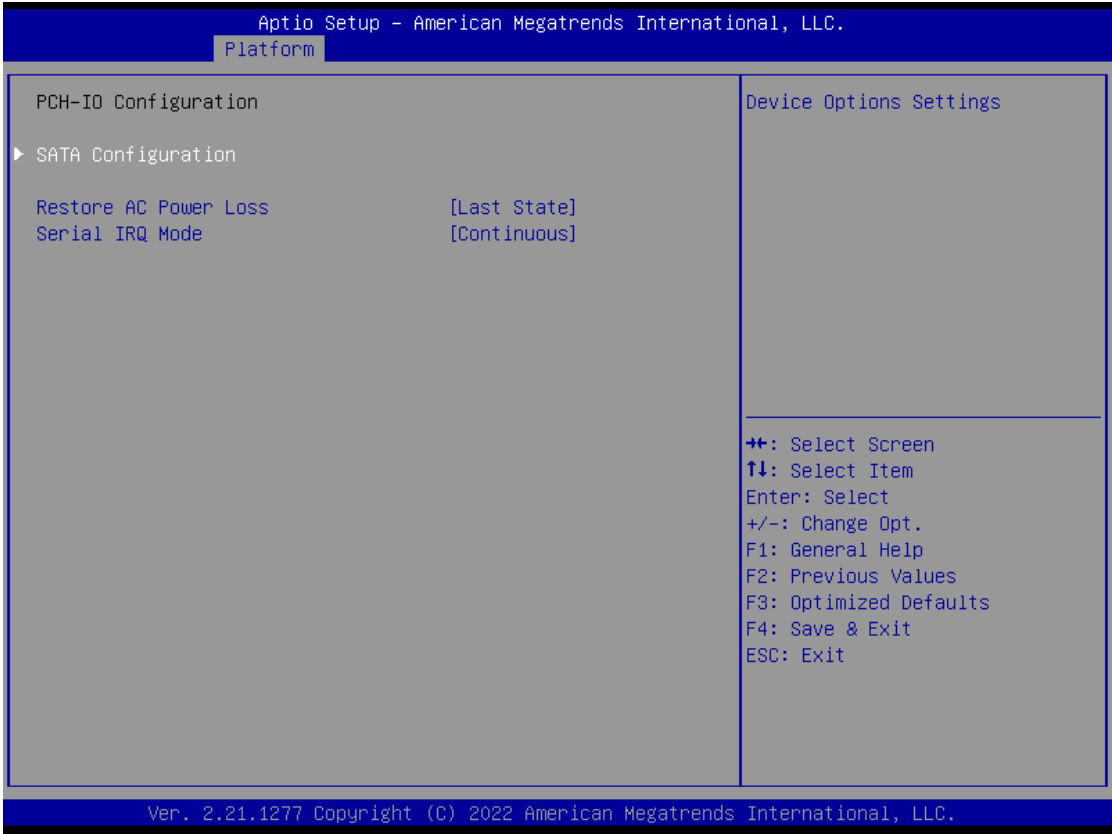 Aptio Setup – American Megatrends International, LLC.
Platform
PCH-IO Configuration
SATA Configuration
Restore AC Power Loss [Last State]
Serial IRQ Mode [Continuous]
Device Options Settings
→←: Select Screen
↑↓: Select Item
Enter: Select
+/-: Change Opt.
F1: General Help
F2: Previous Values
F3: Optimized Defaults
F4: Save & Exit
ESC: Exit
Ver. 2.21.1277 Copyright (C) 2022 American Megatrends International, LLC.